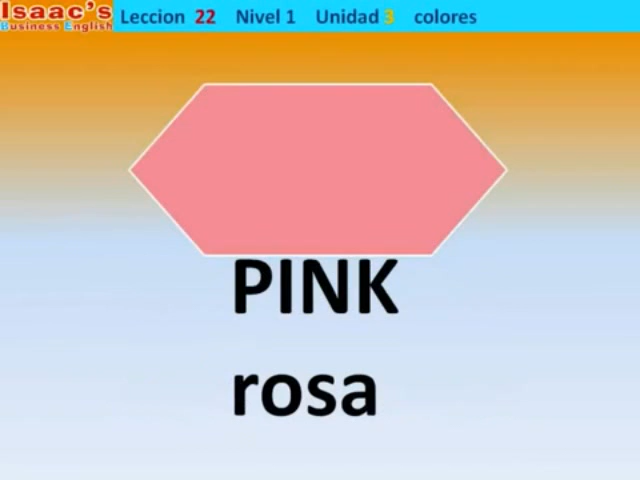 Isaac's
Business English
Leccion 22 Nivel 1 Unidad 3 colores
PINK
rosa